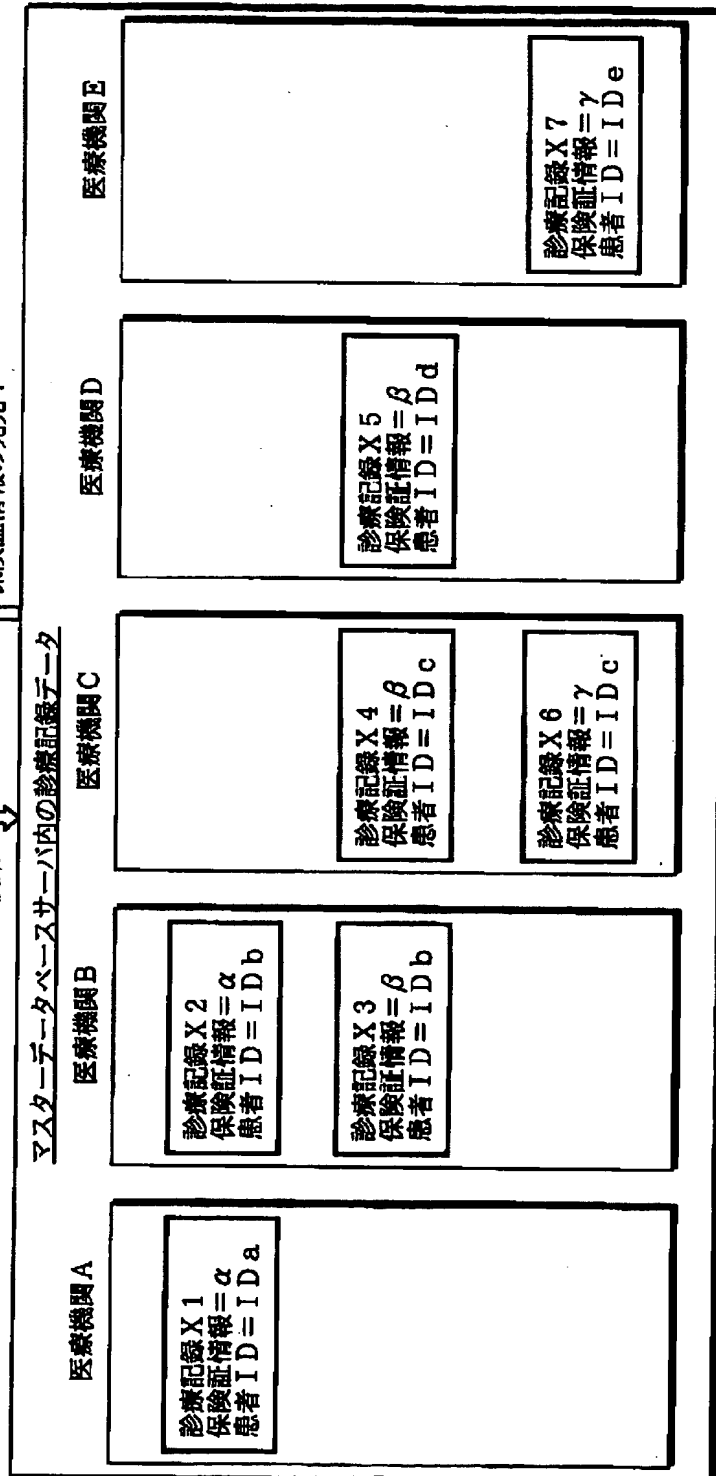 マスターデータベースサーバ内の診療記録データ
医療機関A
診療記録X1
保険証情報=α
患者ID=IDa
医療機関B
診療記録X2
保険証情報=α
患者ID=IDb
診療記録X3
保険証情報=β
患者ID=IDb
医療機関C
診療記録X4
保険証情報=β
患者ID=IDc
診療記録X6
保険証情報=γ
患者ID=IDc
医療機関D
診療記録X5
保険証情報=β
患者ID=IDd
医療機関E
診療記録X7
保険証情報=γ
患者ID=IDe